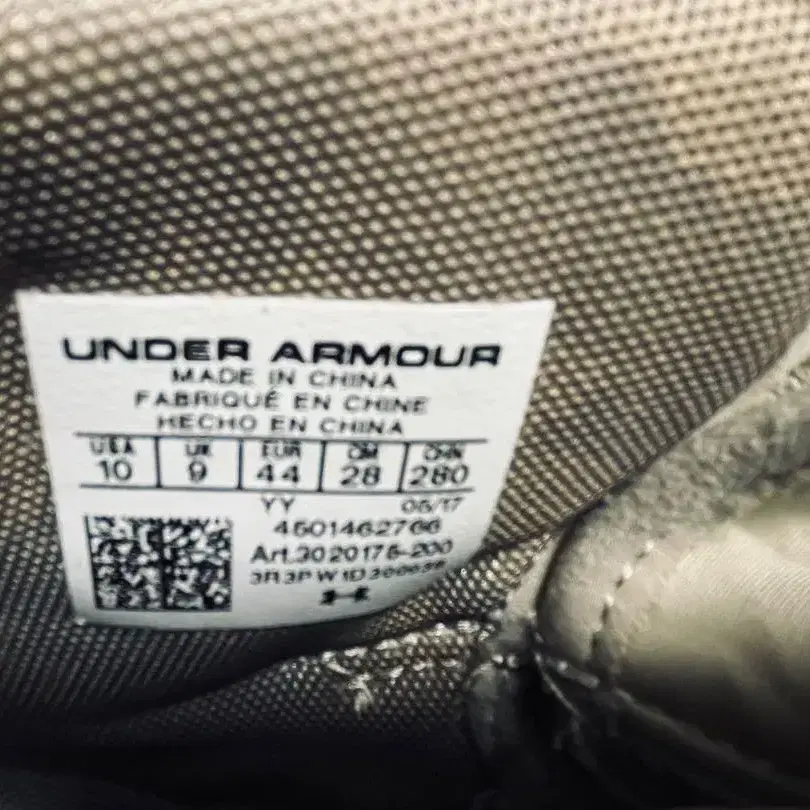 UNDER ARMOUR
MADE IN CHINA
FABRIQUÉ EN CHINE
HECHO EN CHINA
USA UK EUR CM CHN
10 9 44 28 280
YY 05/17
4501462766
Art.3020175-200